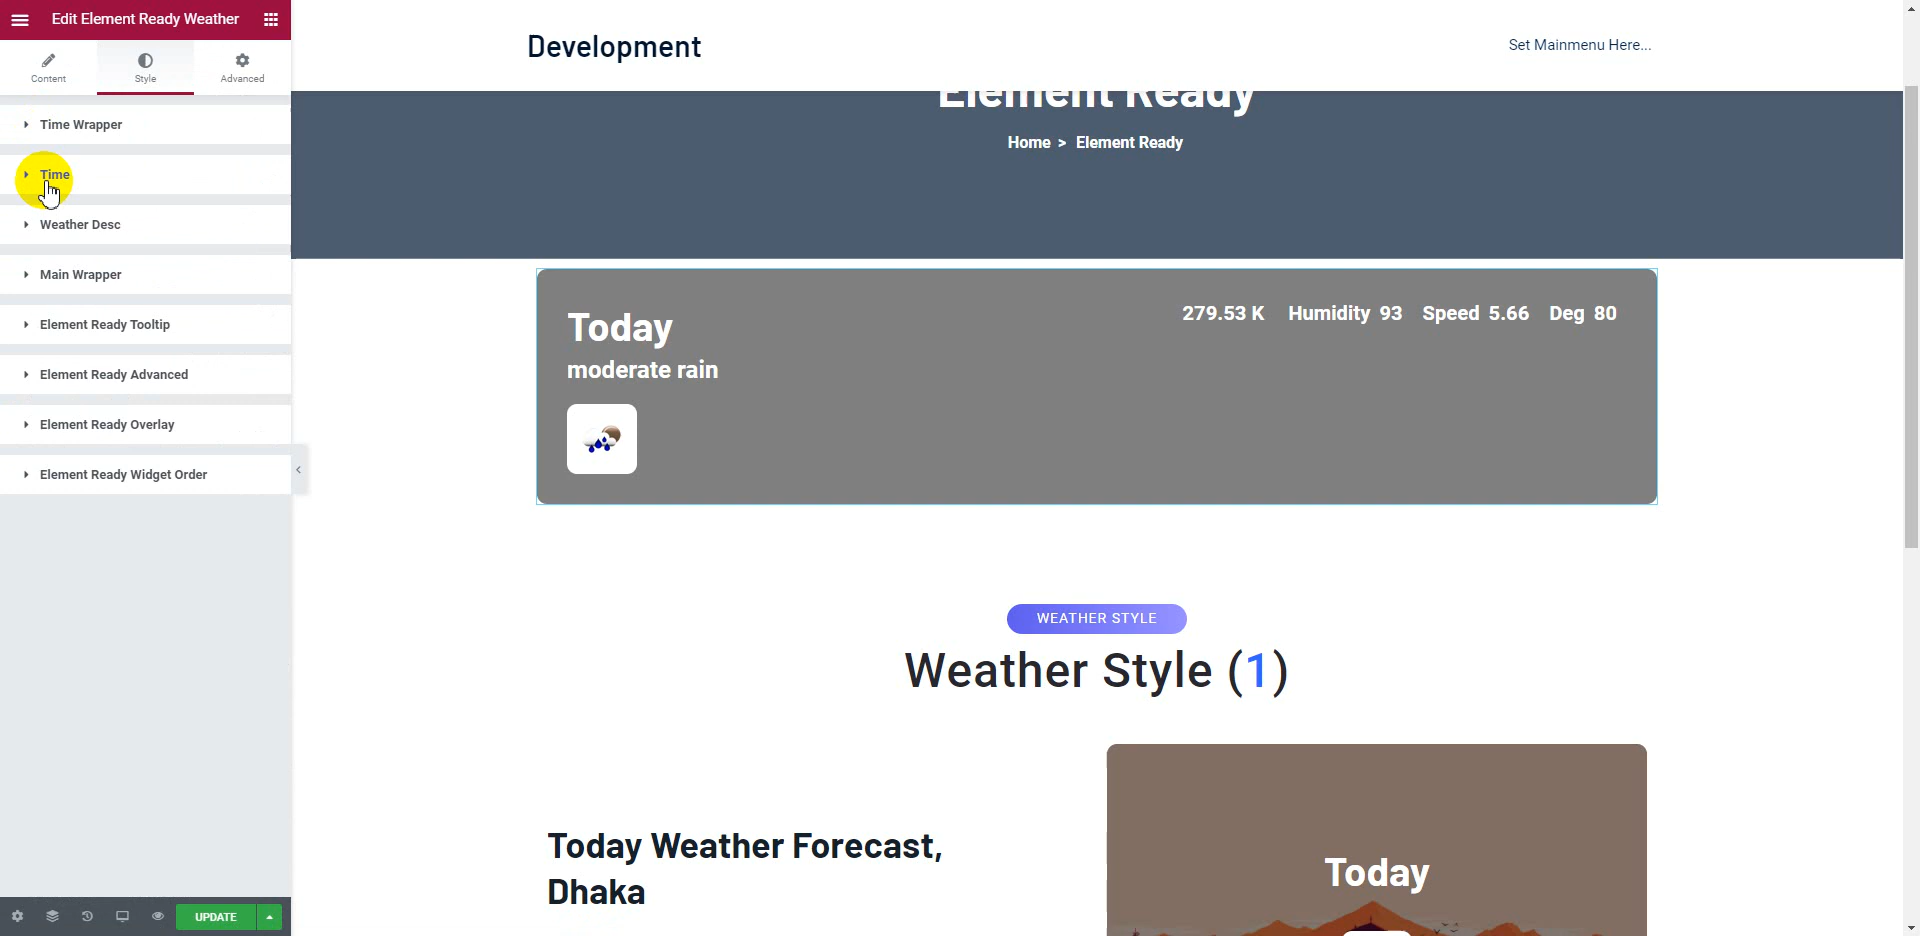 Edit Element Ready Weather
Content
Style
Advanced
Time Wrapper
Time
Weather Desc
Main Wrapper
Element Ready Tooltip
Element Ready Advanced
Element Ready Overlay
Element Ready Widget Order
UPDATE
Development
Set Mainmenu Here...
Element Ready
Home > Element Ready
Today
moderate rain
279.53 K Humidity 93 Speed 5.66 Deg 80
WEATHER STYLE
Weather Style (1)
Today Weather Forecast,
Dhaka
Today